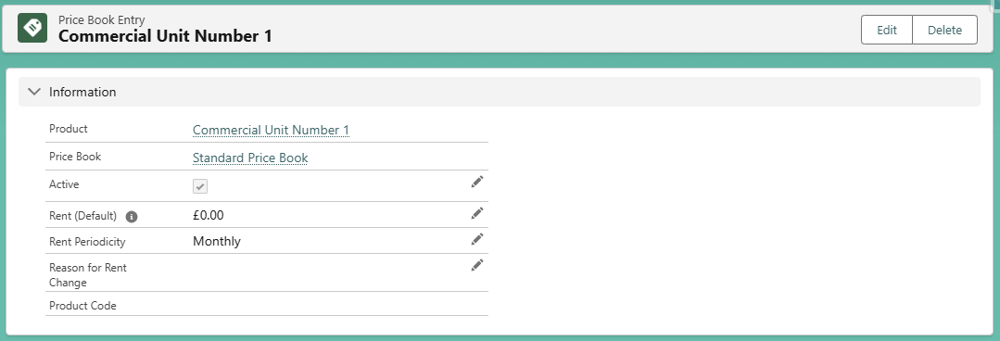 Price Book Entry
Commercial Unit Number 1
Edit
Delete
Information
Product
Commercial Unit Number 1
Price Book
Standard Price Book
Active
Rent (Default)
£0.00
Rent Periodicity
Monthly
Reason for Rent
Change
Product Code